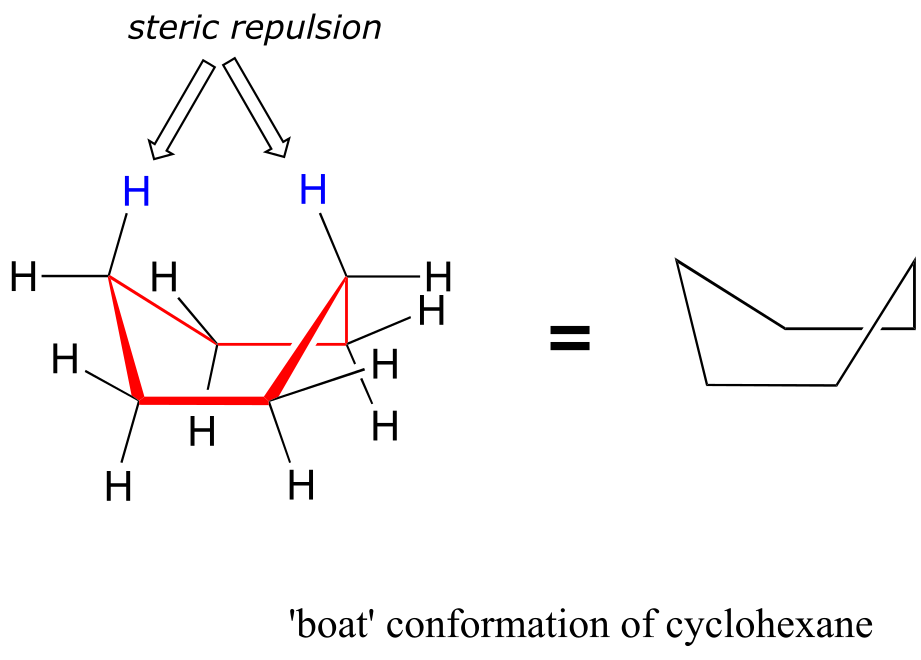 steric repulsion
H H
H H H
H
H H
H H
H H
'boat' conformation of cyclohexane
=